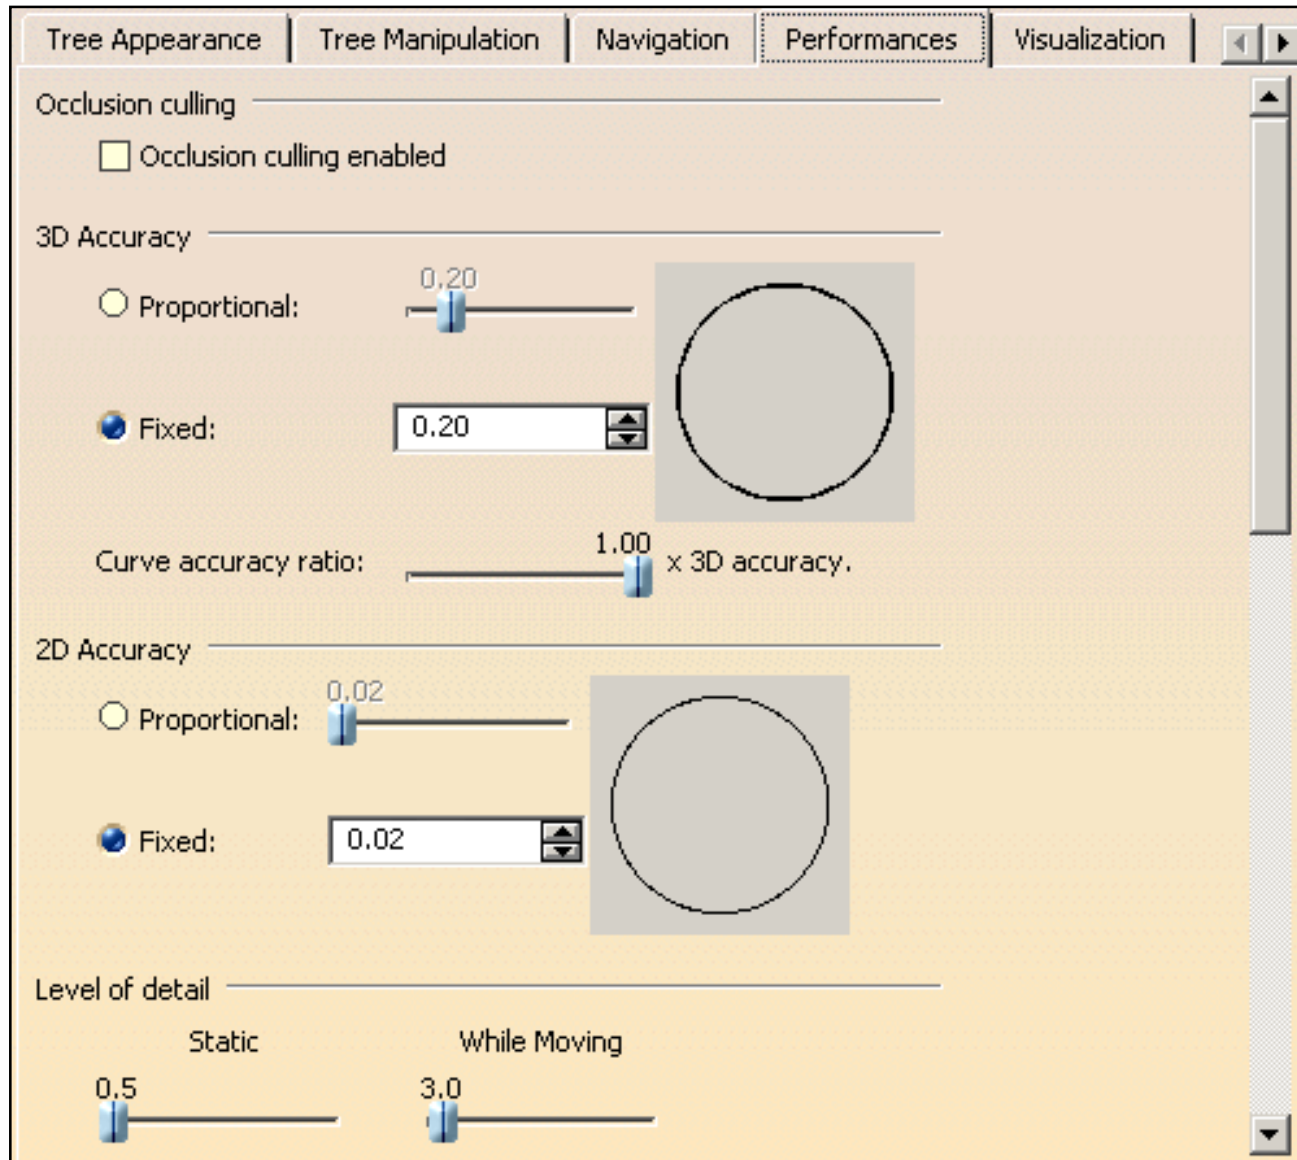 Tree Appearance Tree Manipulation Navigation Performances Visualization
Occlusion culling
Occlusion culling enabled
3D Accuracy
0.20
Proportional:
Fixed: 0.20
1.00
Curve accuracy ratio: x 3D accuracy.
2D Accuracy
0.02
Proportional:
Fixed: 0.02
Level of detail
Static While Moving
0.5 3.0